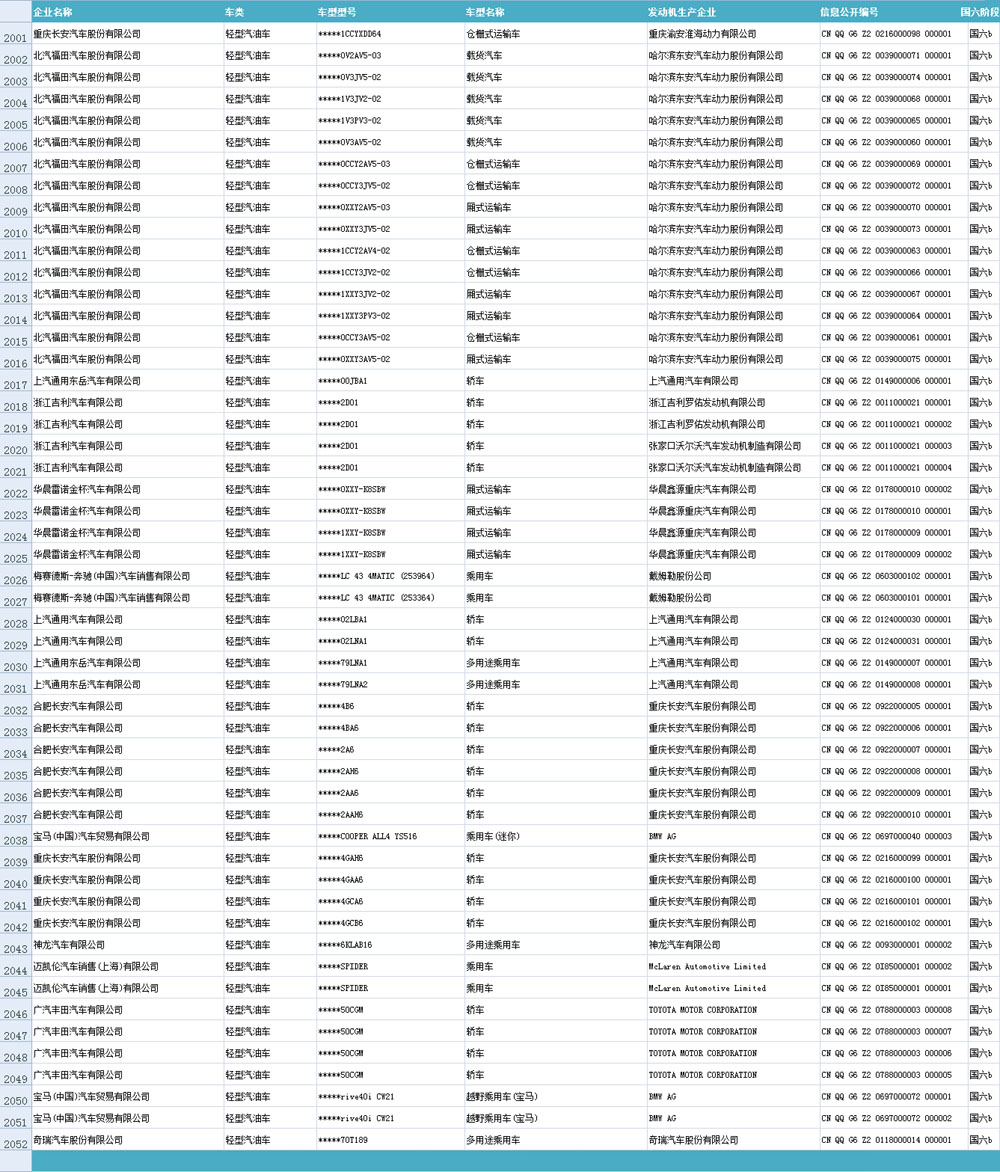 企业名称 车类 车型型号 车型名称 发动机生产企业 信息公开编号 国六阶段
2001 重庆长安汽车股份有限公司 轻型汽油车 *****1CCYXDD64 仓栅式运输车 重庆渝安淮海动力有限公司 CN QQ G6 Z2 0216000098 000001 国六b
2002 北汽福田汽车股份有限公司 轻型汽油车 *****0V2AV5-03 载货汽车 哈尔滨东安汽车动力股份有限公司 CN QQ G6 Z2 0039000071 000001 国六b
2003 北汽福田汽车股份有限公司 轻型汽油车 *****0V3JV5-02 载货汽车 哈尔滨东安汽车动力股份有限公司 CN QQ G6 Z2 0039000074 000001 国六b
2004 北汽福田汽车股份有限公司 轻型汽油车 *****1V3JV2-02 载货汽车 哈尔滨东安汽车动力股份有限公司 CN QQ G6 Z2 0039000068 000001 国六b
2005 北汽福田汽车股份有限公司 轻型汽油车 *****1V3PV3-02 载货汽车 哈尔滨东安汽车动力股份有限公司 CN QQ G6 Z2 0039000065 000001 国六b
2006 北汽福田汽车股份有限公司 轻型汽油车 *****0V3AV5-02 载货汽车 哈尔滨东安汽车动力股份有限公司 CN QQ G6 Z2 0039000060 000001 国六b
2007 北汽福田汽车股份有限公司 轻型汽油车 *****0CCY2AV5-03 仓栅式运输车 哈尔滨东安汽车动力股份有限公司 CN QQ G6 Z2 0039000069 000001 国六b
2008 北汽福田汽车股份有限公司 轻型汽油车 *****0CCY3JV5-02 仓栅式运输车 哈尔滨东安汽车动力股份有限公司 CN QQ G6 Z2 0039000072 000001 国六b
2009 北汽福田汽车股份有限公司 轻型汽油车 *****0XXY2AV5-03 厢式运输车 哈尔滨东安汽车动力股份有限公司 CN QQ G6 Z2 0039000070 000001 国六b
2010 北汽福田汽车股份有限公司 轻型汽油车 *****0XXY3JV5-02 厢式运输车 哈尔滨东安汽车动力股份有限公司 CN QQ G6 Z2 0039000073 000001 国六b
2011 北汽福田汽车股份有限公司 轻型汽油车 *****1CCY2AV4-02 仓栅式运输车 哈尔滨东安汽车动力股份有限公司 CN QQ G6 Z2 0039000063 000001 国六b
2012 北汽福田汽车股份有限公司 轻型汽油车 *****1CCY3JV2-02 仓栅式运输车 哈尔滨东安汽车动力股份有限公司 CN QQ G6 Z2 0039000066 000001 国六b
2013 北汽福田汽车股份有限公司 轻型汽油车 *****1XXY3JV2-02 厢式运输车 哈尔滨东安汽车动力股份有限公司 CN QQ G6 Z2 0039000067 000001 国六b
2014 北汽福田汽车股份有限公司 轻型汽油车 *****1XXY3PV3-02 厢式运输车 哈尔滨东安汽车动力股份有限公司 CN QQ G6 Z2 0039000064 000001 国六b
2015 北汽福田汽车股份有限公司 轻型汽油车 *****0CCY3AV5-02 仓栅式运输车 哈尔滨东安汽车动力股份有限公司 CN QQ G6 Z2 0039000061 000001 国六b
2016 北汽福田汽车股份有限公司 轻型汽油车 *****0XXY3AV5-02 厢式运输车 哈尔滨东安汽车动力股份有限公司 CN QQ G6 Z2 0039000075 000001 国六b
2017 上汽通用东岳汽车有限公司 轻型汽油车 *****00JBA1 轿车 上汽通用汽车有限公司 CN QQ G6 Z2 0149000006 000001 国六b
2018 浙江吉利汽车有限公司 轻型汽油车 *****2D01 轿车 浙江吉利罗佑发动机有限公司 CN QQ G6 Z2 0011000021 000001 国六b
2019 浙江吉利汽车有限公司 轻型汽油车 *****2D01 轿车 浙江吉利罗佑发动机有限公司 CN QQ G6 Z2 0011000021 000002 国六b
2020 浙江吉利汽车有限公司 轻型汽油车 *****2D01 轿车 张家口沃尔沃汽车发动机制造有限公司 CN QQ G6 Z2 0011000021 000003 国六b
2021 浙江吉利汽车有限公司 轻型汽油车 *****2D01 轿车 张家口沃尔沃汽车发动机制造有限公司 CN QQ G6 Z2 0011000021 000004 国六b
2022 华晨雷诺金杯汽车有限公司 轻型汽油车 *****0XXY-K8SBW 厢式运输车 华晨鑫源重庆汽车有限公司 CN QQ G6 Z2 0178000010 000002 国六b
2023 华晨雷诺金杯汽车有限公司 轻型汽油车 *****0XXY-K8SBW 厢式运输车 华晨鑫源重庆汽车有限公司 CN QQ G6 Z2 0178000010 000001 国六b
2024 华晨雷诺金杯汽车有限公司 轻型汽油车 *****1XXY-K8SBW 厢式运输车 华晨鑫源重庆汽车有限公司 CN QQ G6 Z2 0178000009 000001 国六b
2025 华晨雷诺金杯汽车有限公司 轻型汽油车 *****1XXY-K8SBW 厢式运输车 华晨鑫源重庆汽车有限公司 CN QQ G6 Z2 0178000009 000002 国六b
2026 梅赛德斯-奔驰(中国)汽车销售有限公司 轻型汽油车 *****LC 43 4MATIC (253964) 乘用车 戴姆勒股份公司 CN QQ G6 Z2 0603000102 000001 国六b
2027 梅赛德斯-奔驰(中国)汽车销售有限公司 轻型汽油车 *****LC 43 4MATIC (253364) 乘用车 戴姆勒股份公司 CN QQ G6 Z2 0603000101 000001 国六b
2028 上汽通用汽车有限公司 轻型汽油车 *****02LBA1 轿车 上汽通用汽车有限公司 CN QQ G6 Z2 0124000030 000001 国六b
2029 上汽通用汽车有限公司 轻型汽油车 *****02LNA1 轿车 上汽通用汽车有限公司 CN QQ G6 Z2 0124000031 000001 国六b
2030 上汽通用东岳汽车有限公司 轻型汽油车 *****79LNA1 多用途乘用车 上汽通用汽车有限公司 CN QQ G6 Z2 0149000007 000001 国六b
2031 上汽通用东岳汽车有限公司 轻型汽油车 *****79LNA2 多用途乘用车 上汽通用汽车有限公司 CN QQ G6 Z2 0149000008 000001 国六b
2032 合肥长安汽车有限公司 轻型汽油车 *****4B6 轿车 重庆长安汽车股份有限公司 CN QQ G6 Z2 0922000005 000001 国六b
2033 合肥长安汽车有限公司 轻型汽油车 *****4BA6 轿车 重庆长安汽车股份有限公司 CN QQ G6 Z2 0922000006 000001 国六b
2034 合肥长安汽车有限公司 轻型汽油车 *****2A6 轿车 重庆长安汽车股份有限公司 CN QQ G6 Z2 0922000007 000001 国六b
2035 合肥长安汽车有限公司 轻型汽油车 *****2AH6 轿车 重庆长安汽车股份有限公司 CN QQ G6 Z2 0922000008 000001 国六b
2036 合肥长安汽车有限公司 轻型汽油车 *****2AA6 轿车 重庆长安汽车股份有限公司 CN QQ G6 Z2 0922000009 000001 国六b
2037 合肥长安汽车有限公司 轻型汽油车 *****2AAH6 轿车 重庆长安汽车股份有限公司 CN QQ G6 Z2 0922000010 000001 国六b
2038 宝马(中国)汽车贸易有限公司 轻型汽油车 *****COOPER ALL4 YS516 乘用车(迷你) BMW AG CN QQ G6 Z2 0697000040 000003 国六b
2039 重庆长安汽车股份有限公司 轻型汽油车 *****4GAH6 轿车 重庆长安汽车股份有限公司 CN QQ G6 Z2 0216000099 000001 国六b
2040 重庆长安汽车股份有限公司 轻型汽油车 *****4GAA6 轿车 重庆长安汽车股份有限公司 CN QQ G6 Z2 0216000100 000001 国六b
2041 重庆长安汽车股份有限公司 轻型汽油车 *****4GCA6 轿车 重庆长安汽车股份有限公司 CN QQ G6 Z2 0216000101 000001 国六b
2042 重庆长安汽车股份有限公司 轻型汽油车 *****4GCB6 轿车 重庆长安汽车股份有限公司 CN QQ G6 Z2 0216000102 000001 国六b
2043 神龙汽车有限公司 轻型汽油车 *****6KLAB16 多用途乘用车 神龙汽车有限公司 CN QQ G6 Z2 0093000001 000002 国六b
2044 迈凯伦汽车销售(上海)有限公司 轻型汽油车 *****SPIDER 乘用车 McLaren Automotive Limited CN QQ G6 Z2 0I85000001 000002 国六b
2045 迈凯伦汽车销售(上海)有限公司 轻型汽油车 *****SPIDER 乘用车 McLaren Automotive Limited CN QQ G6 Z2 0I85000001 000001 国六b
2046 广汽丰田汽车有限公司 轻型汽油车 *****50CGM 轿车 TOYOTA MOTOR CORPORATION CN QQ G6 Z2 0788000003 000008 国六b
2047 广汽丰田汽车有限公司 轻型汽油车 *****50CGM 轿车 TOYOTA MOTOR CORPORATION CN QQ G6 Z2 0788000003 000007 国六b
2048 广汽丰田汽车有限公司 轻型汽油车 *****50CGM 轿车 TOYOTA MOTOR CORPORATION CN QQ G6 Z2 0788000003 000006 国六b
2049 广汽丰田汽车有限公司 轻型汽油车 *****50CGM 轿车 TOYOTA MOTOR CORPORATION CN QQ G6 Z2 0788000003 000005 国六b
2050 宝马(中国)汽车贸易有限公司 轻型汽油车 *****rive40i CW21 越野乘用车(宝马) BMW AG CN QQ G6 Z2 0697000072 000001 国六b
2051 宝马(中国)汽车贸易有限公司 轻型汽油车 *****rive40i CW21 越野乘用车(宝马) BMW AG CN QQ G6 Z2 0697000072 000002 国六b
2052 奇瑞汽车股份有限公司 轻型汽油车 *****70T189 多用途乘用车 奇瑞汽车股份有限公司 CN QQ G6 Z2 0118000014 000001 国六b